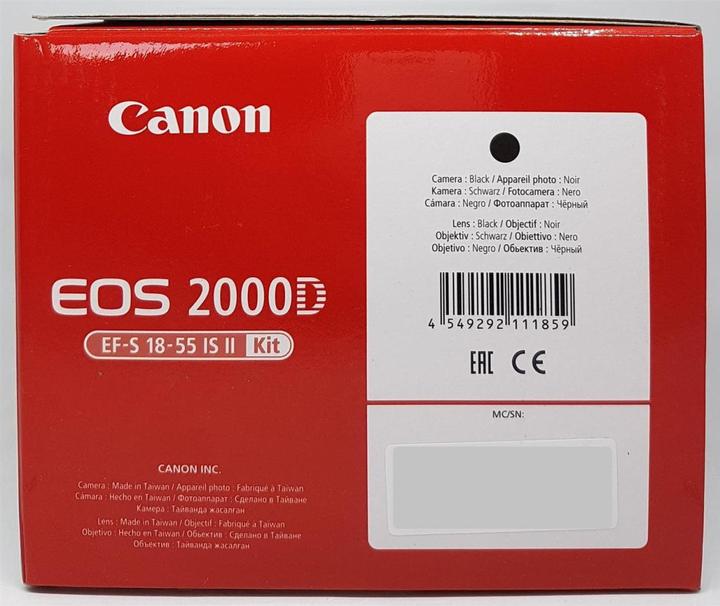 Canon
EOS 2000D
EF-S 18-55 IS II Kit
CANON INC.
Camera : Made in Taiwan / Appareil photo : Fabriqué à Taïwan
Cámara : Hecho en Taiwan / Фотоаппарат : Сделано в Тайване
Камера : Тайванда жасалған
Lens : Made in Taiwan / Objectif : Fabriqué à Taïwan
Objetivo : Hecho en Taiwan / Объектив : Сделано в Тайване
Объектив : Тайванда жасалған
Camera : Black / Appareil photo : Noir
Kamera : Schwarz / Fotocamera : Nero
Cámara : Negro / Фотоаппарат : Чёрный
Lens : Black / Objectif : Noir
Objektiv : Schwarz / Obiettivo : Nero
Objetivo : Negro / Объектив : Чёрный
4 549292 111859
EAC CE
MC/SN: